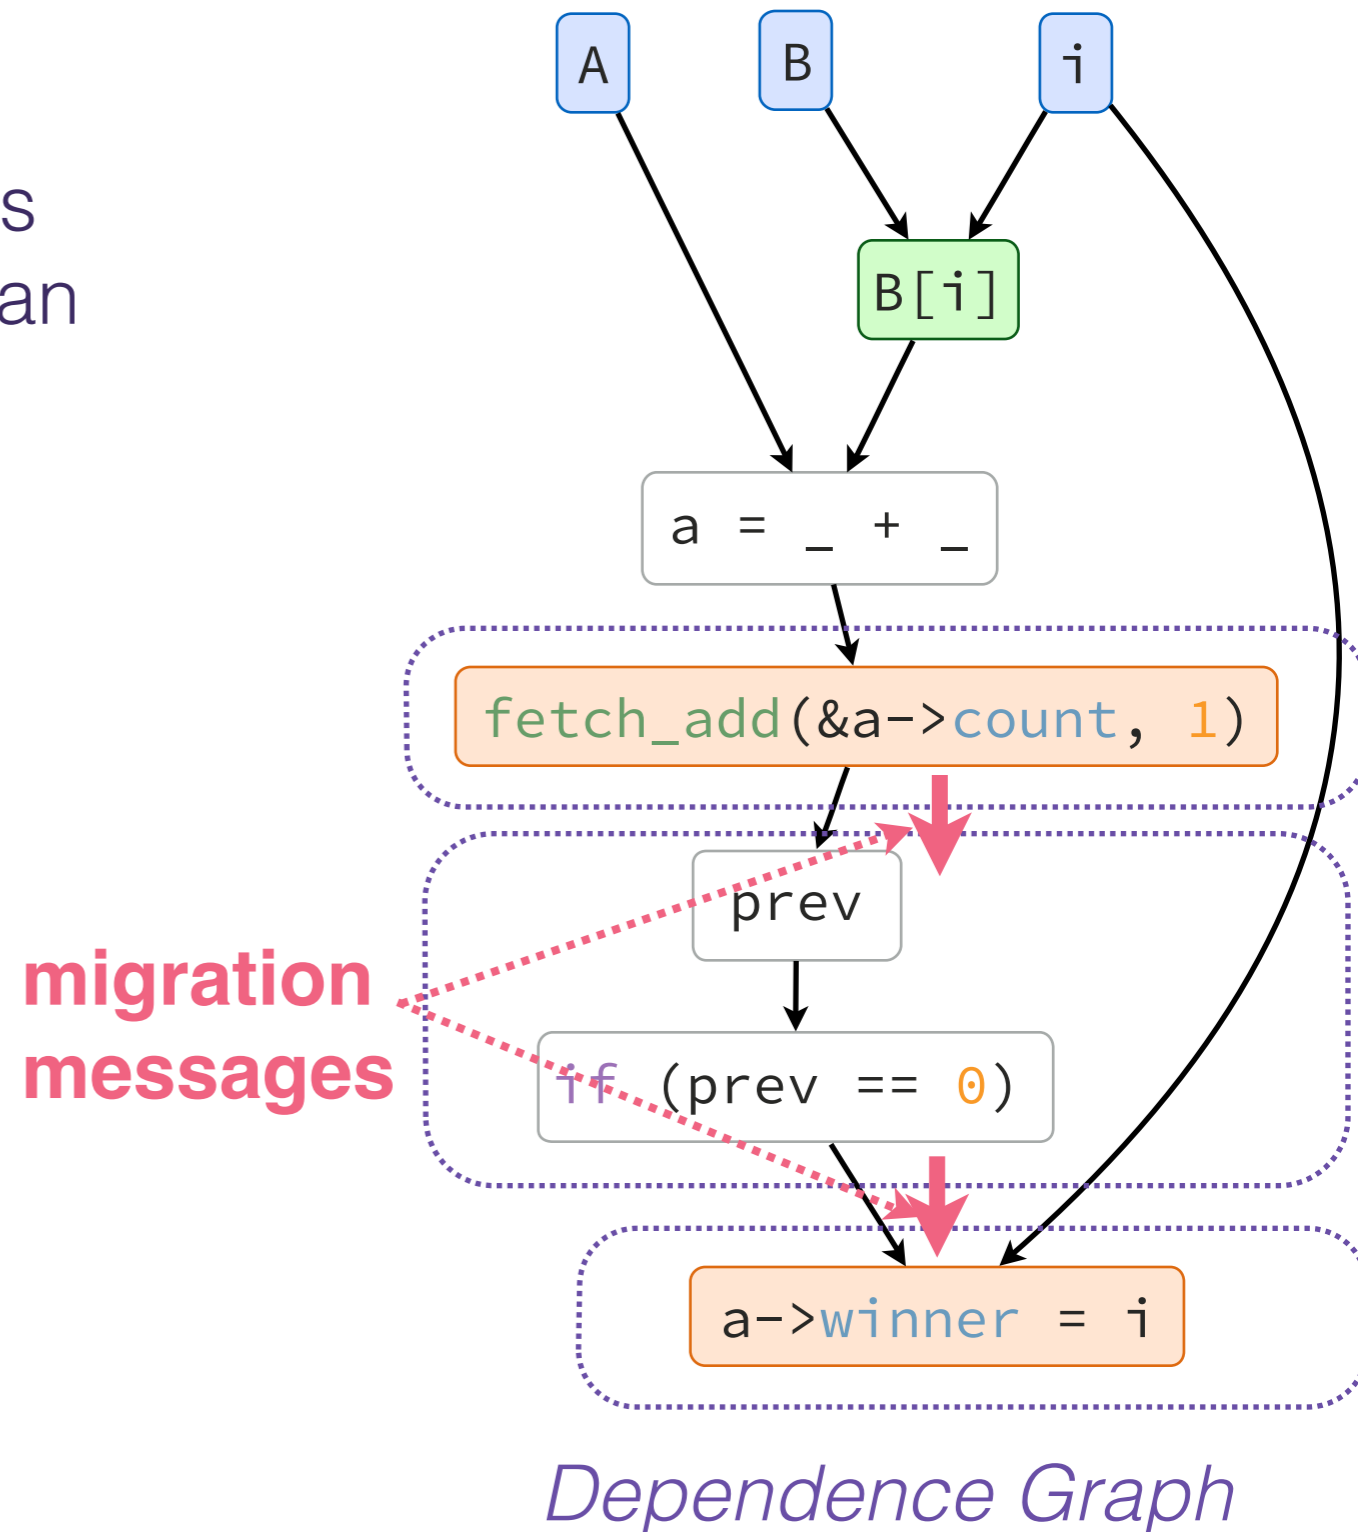 A
B
i
s
an
B[i]
a = _ + _
fetch_add(&a->count, 1)
prev
migration
messages
if (prev == 0)
a->winner = i
Dependence Graph